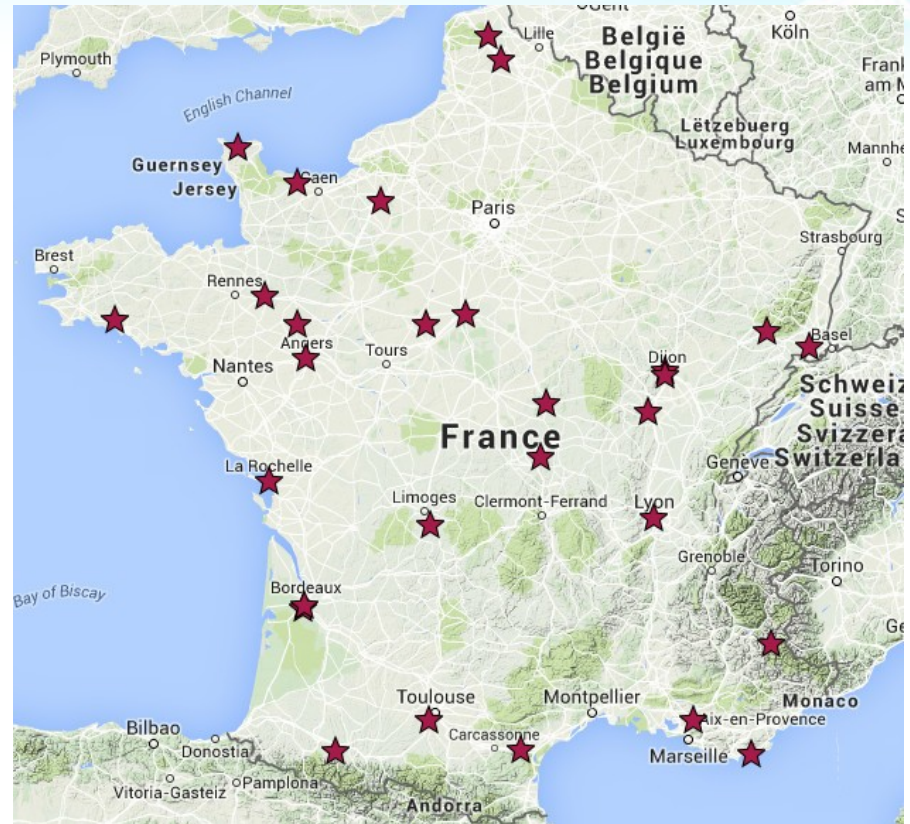 Gent
Lille
België
Belgique
Belgium
Köln
Plymouth
English Channel
Lëtzebuerg
Luxembourg
Guernsey
Jersey
Caen
Paris
Strasbourg
Brest
Rennes
Angers
Tours
Nantes
Dijon
Basel
Schweiz
Suisse
Svizzera
Switzerla
France
La Rochelle
Genève
Limoges
Clermont-Ferrand
Lyon
Grenoble
Torino
Bay of Biscay
Bordeaux
Ge
Toulouse
Montpellier
Monaco
Aix-en-Provence
Bilbao
Donostia
Carcassonne
Marseille
Vitoria-Gasteiz
Pamplona
Andorra
Frank
am M
Mannhe
S